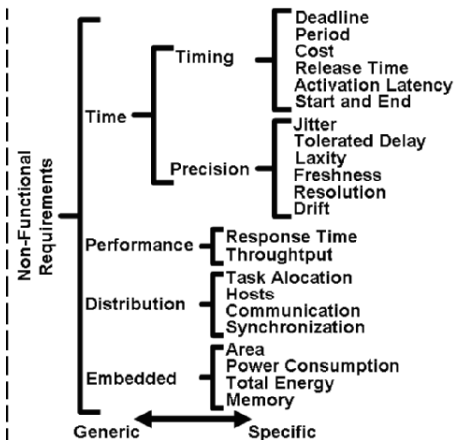 Non-Functional
Requirements
Time
Timing
Deadline
Period
Cost
Release Time
Activation Latency
Start and End
Precision
Jitter
Tolerated Delay
Laxity
Freshness
Resolution
Drift
Performance
Response Time
Throughtput
Distribution
Task Alocation
Hosts
Communication
Synchronization
Embedded
Area
Power Consumption
Total Energy
Memory
Generic
Specific